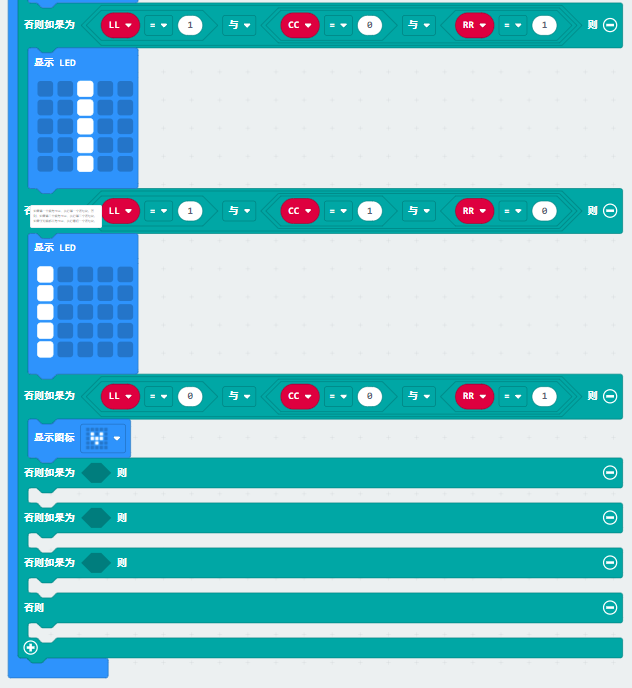 否则如果为 LL = 1 与 CC = 0 与 RR = 1 则
显示 LED
LL = 1 与 CC = 1 与 RR = 0 则
显示 LED
否则如果为 LL = 0 与 CC = 0 与 RR = 1 则
显示图标
否则如果为 则
否则如果为 则
否则如果为 则
否则